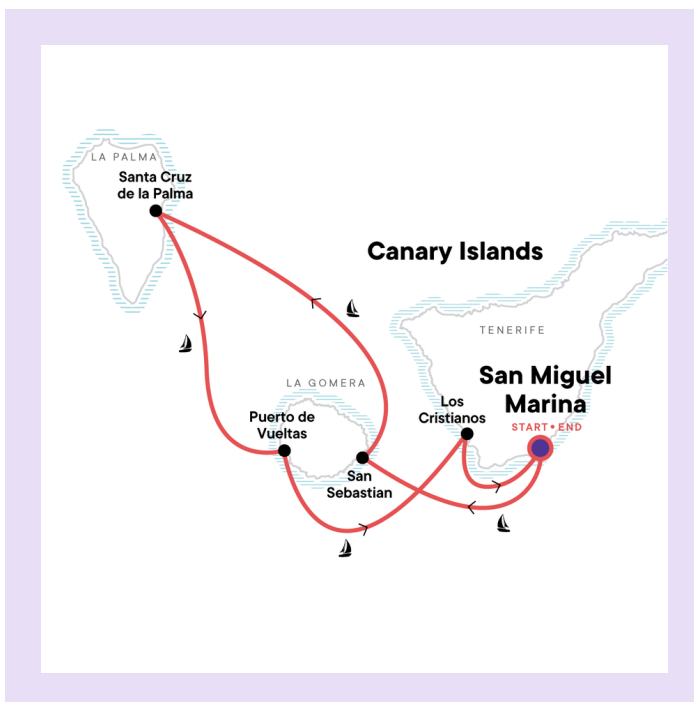 LA PALMA
Santa Cruz
de la Palma
Canary Islands
TENERIFE
San Miguel
Marina
START • END
LA GOMERA
Los
Cristianos
Puerto de
Vueltas
San
Sebastian